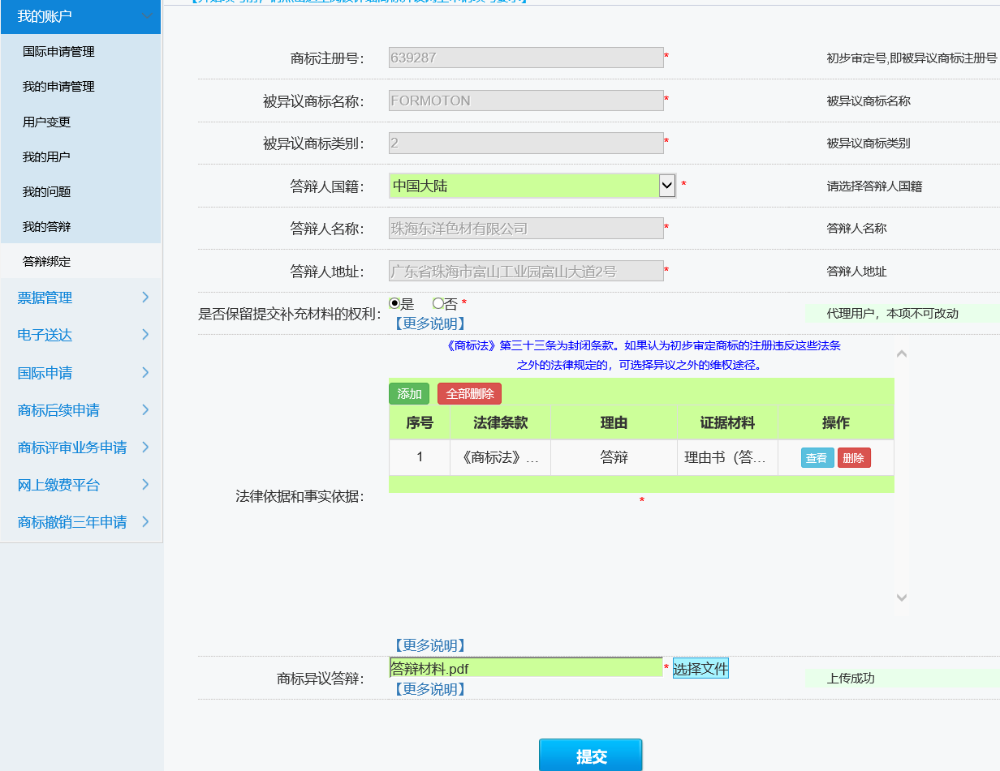 我的账户
国际申请管理
我的申请管理
用户变更
我的用户
我的问题
我的答辩
答辩绑定
票据管理
电子送达
国际申请
商标后续申请
商标评审业务申请
网上缴费平台
商标撤销三年申请
商标注册号： 639287 * 初步审定号,即被异议商标注册号
被异议商标名称： FORMOTON * 被异议商标名称
被异议商标类别： 2 * 被异议商标类别
答辩人国籍： 中国大陆 * 请选择答辩人国籍
答辩人名称： 珠海东洋色材有限公司 * 答辩人名称
答辩人地址： 广东省珠海市富山工业园富山大道2号 * 答辩人地址
是否保留提交补充材料的权利： 是 否 * 代理用户，本项不可改动
【更多说明】
《商标法》第三十三条为封闭条款。如果认为初步审定商标的注册违反这些法条
之外的法律规定的，可选择异议之外的维权途径。
添加 全部删除
序号 法律条款 理由 证据材料 操作
1 《商标法》... 答辩 理由书（答... 查看 删除
法律依据和事实依据： *
【更多说明】
商标异议答辩： 答辩材料.pdf * 选择文件 上传成功
【更多说明】
提交